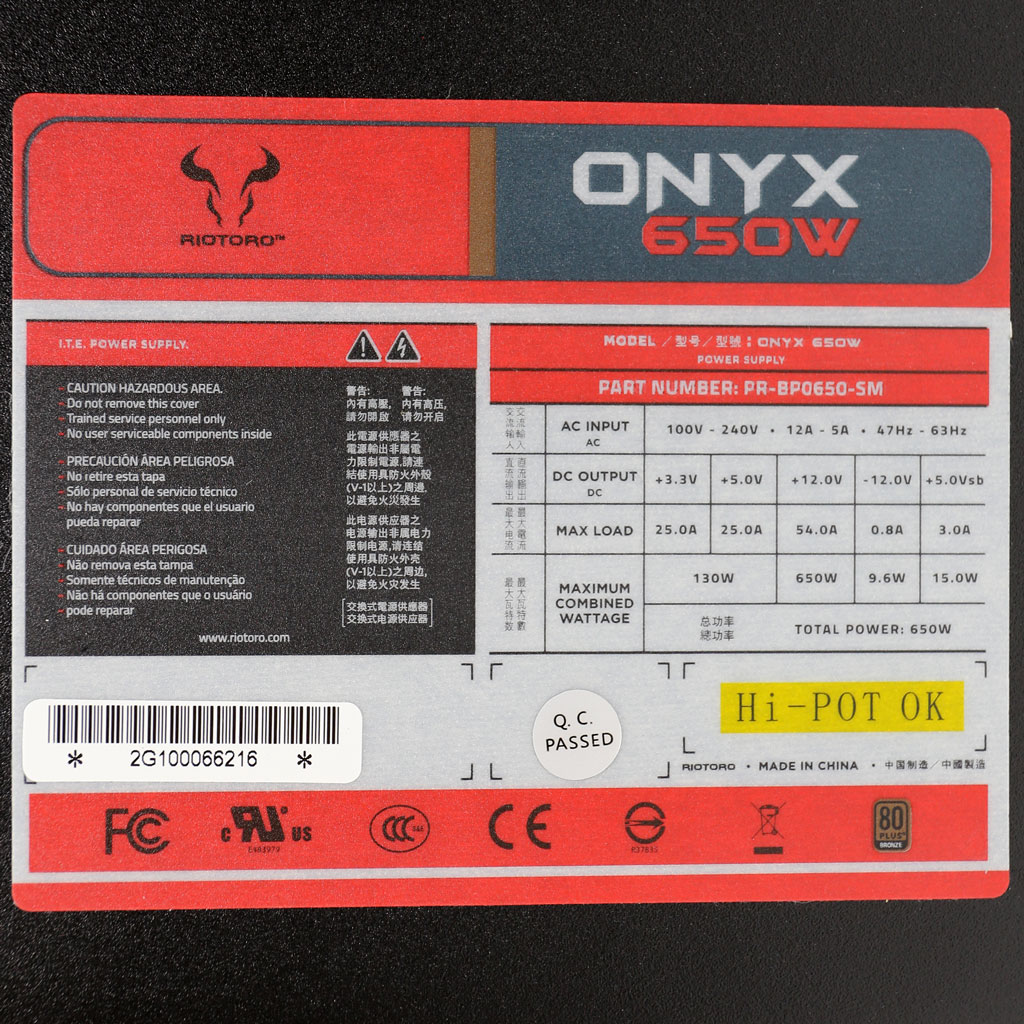 RIOTORO™
ONYX
650W
I.T.E. POWER SUPPLY.
- CAUTION HAZARDOUS AREA.
- Do not remove this cover
- Trained service personnel only
- No user serviceable components inside
- PRECAUCIÓN ÁREA PELIGROSA
- No retire esta tapa
- Sólo personal de servicio técnico
- No hay componentes que el usuario
pueda reparar
- CUIDADO ÁREA PERIGOSA
- Não remova esta tampa
- Somente técnicos de manutenção
- Não há componentes que o usuário
- pode reparar
www.riotoro.com
警告: 警告:
內有高壓, 内有高压,
請勿開啟 请勿开启
此電源供應器之
電源輸出非屬電
力限制電源,請連
結使用具防火外殼
(V-1以上)之周邊,
以避免火災發生
此电源供应器之
电源输出非属电力
限制电源,请连结
使用具防火外壳
(V-1以上)之周边,
以避免火灾发生
[交換式電源供應器]
[交换式电源供应器]
MODEL / 型号 / 型號 : ONYX 650W
POWER SUPPLY
PART NUMBER: PR-BP0650-SM
交流输入 交流輸入 AC INPUT AC 100V - 240V • 12A - 5A • 47Hz - 63Hz
直流输出 直流輸出 DC OUTPUT DC +3.3V +5.0V +12.0V -12.0V +5.0Vsb
最大电流 最大電流 MAX LOAD 25.0A 25.0A 54.0A 0.8A 3.0A
最大瓦特数 最大瓦特數 MAXIMUM COMBINED WATTAGE 130W 650W 9.6W 15.0W
总功率
總功率
TOTAL POWER: 650W
* 2G100066216 *
Q. C.
PASSED
Hi-POT OK
RIOTORO • MADE IN CHINA • 中国制造 / 中國製造
FC
c RU ® US
E484979
CCC S&E
CE
R37835
80
PLUS®
BRONZE